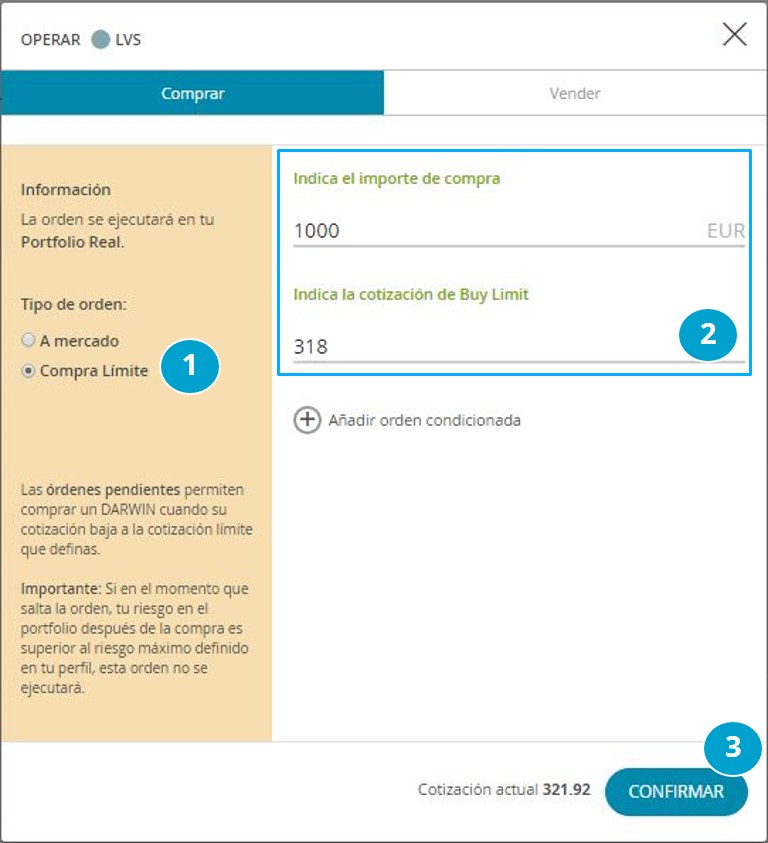 OPERAR LVS
Comprar
Vender
Información
La orden se ejecutará en tu
Portfolio Real.
Tipo de orden:
A mercado
Compra Límite
1
Las órdenes pendientes permiten
comprar un DARWIN cuando su
cotización baja a la cotización límite
que definas.
Importante: Si en el momento que
salta la orden, tu riesgo en el
portfolio después de la compra es
superior al riesgo máximo definido
en tu perfil, esta orden no se
ejecutará.
Indica el importe de compra
1000 EUR
Indica la cotización de Buy Limit
318
2
Añadir orden condicionada
3
Cotización actual 321.92
CONFIRMAR